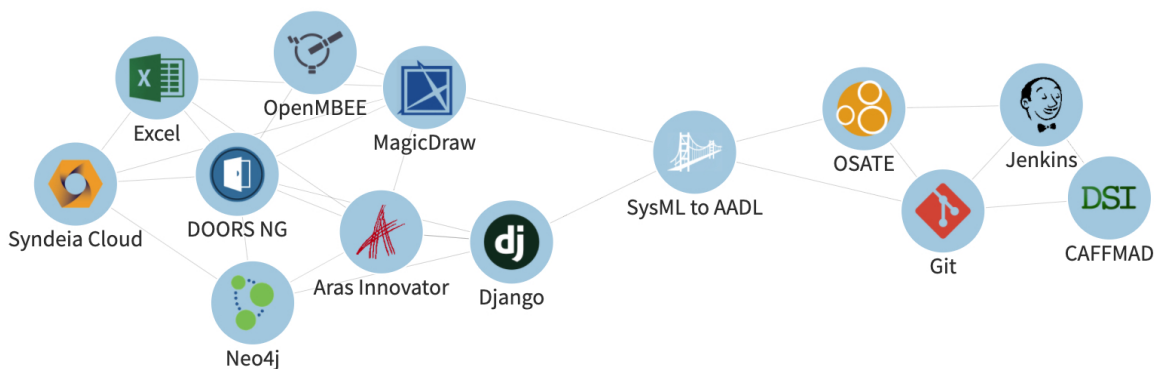 X
OpenMBEE
Excel
MagicDraw
OSATE
Jenkins
SysML to AADL
DSI
Syndeia Cloud
DOORS NG
CAFFMAD
Git
dj
Aras Innovator
Django
Neo4j